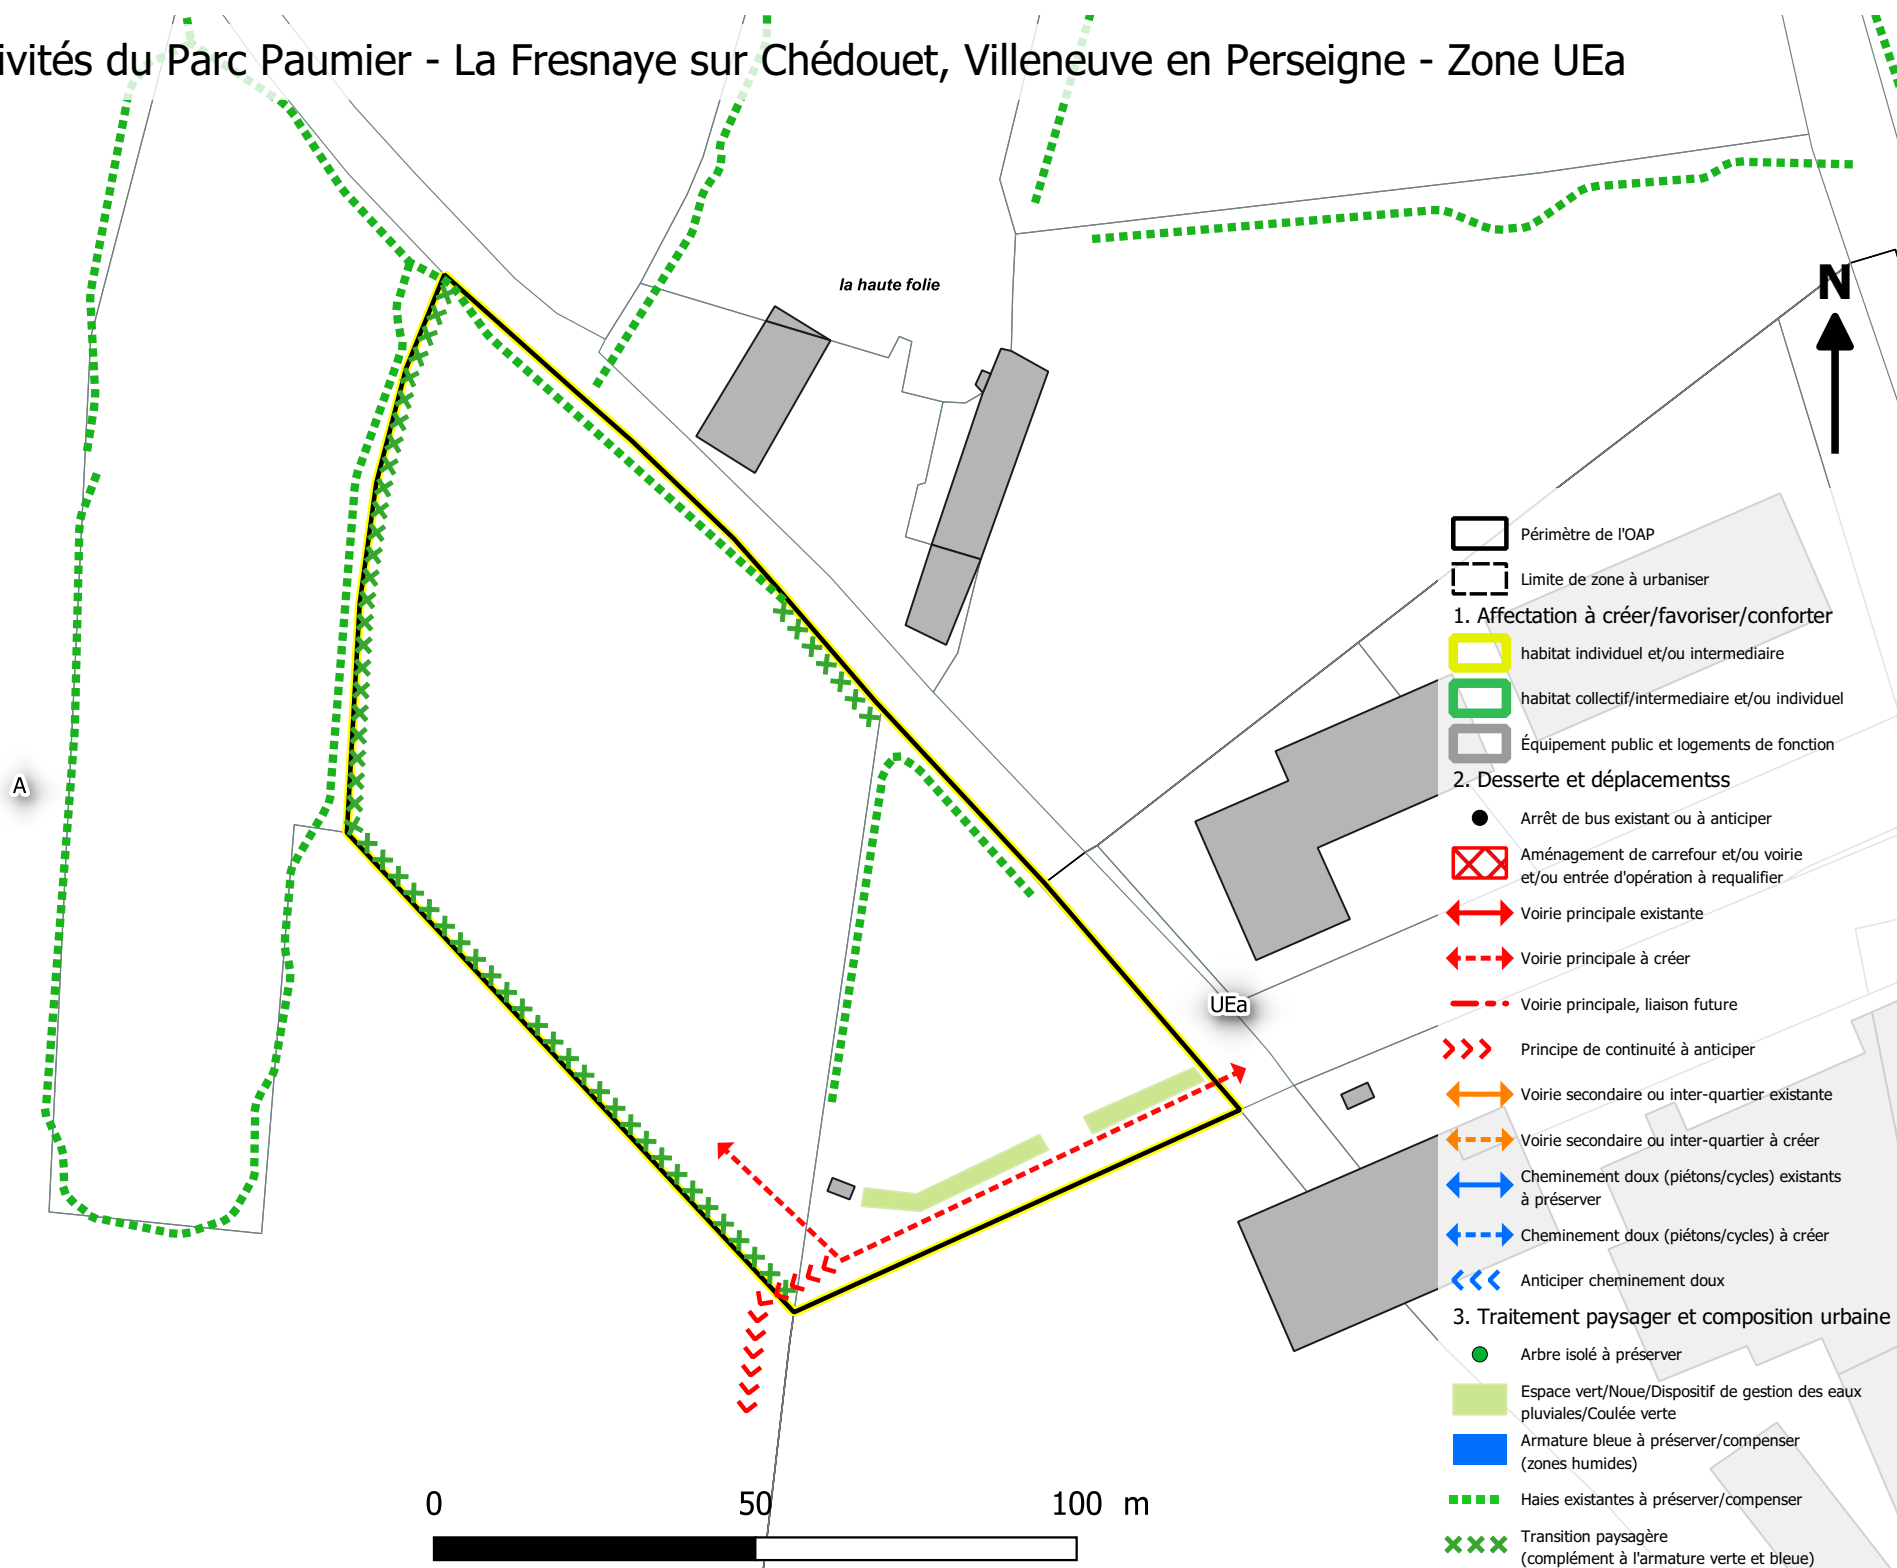 ivités du Parc Paumier - La Fresnaye sur Chédouet, Villeneuve en Perseigne - Zone UEa
la haute folie
N
A
UEa
Périmètre de l'OAP
Limite de zone à urbaniser
1. Affectation à créer/favoriser/conforter
habitat individuel et/ou intermediaire
habitat collectif/intermediaire et/ou individuel
Équipement public et logements de fonction
2. Desserte et déplacementss
Arrêt de bus existant ou à anticiper
Aménagement de carrefour et/ou voirie
et/ou entrée d'opération à requalifier
Voirie principale existante
Voirie principale à créer
Voirie principale, liaison future
Principe de continuité à anticiper
Voirie secondaire ou inter-quartier existante
Voirie secondaire ou inter-quartier à créer
Cheminement doux (piétons/cycles) existants
à préserver
Cheminement doux (piétons/cycles) à créer
Anticiper cheminement doux
3. Traitement paysager et composition urbaine
Arbre isolé à préserver
Espace vert/Noue/Dispositif de gestion des eaux
pluviales/Coulée verte
Armature bleue à préserver/compenser
(zones humides)
Haies existantes à préserver/compenser
Transition paysagère
(complément à l'armature verte et bleue)
0 50 100 m